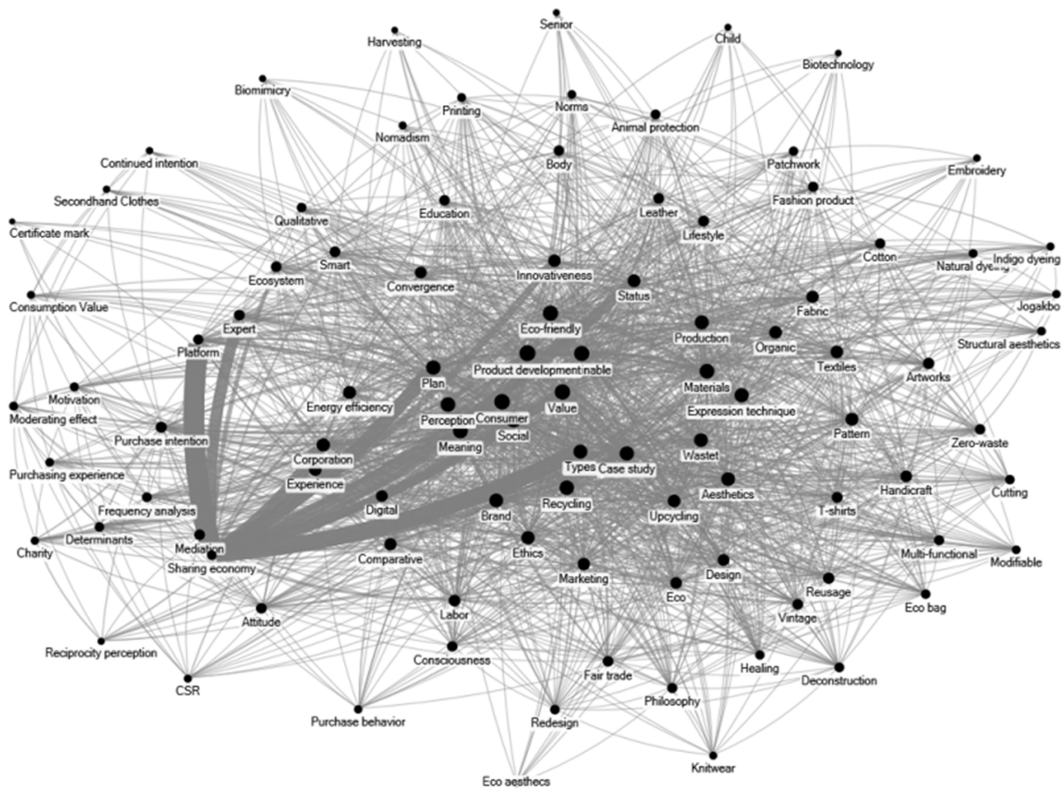 Senior
Harvesting
Child
Biotechnology
Biomimicry
Printing
Norms
Animal protection
Nomadism
Continued intention
Body
Patchwork
Embroidery
Secondhand Clothes
Fashion product
Qualitative
Education
Leather
Certificate mark
Lifestyle
Smart
Cotton
Indigo dyeing
Ecosystem
Convergence
Innovativeness
Natural
Status
Consumption Value
Fabric
Jogakbo
Expert
Eco-friendly
Production
Organic
Structural aesthetics
Platform
Textiles
Product development
Plan
Materials
Artworks
Motivation
Energy efficiency
Value
Expression technique
Moderating effect
Perception
Consumer
Purchase intention
Social
Pattern
Zero-waste
Meaning
Wastet
Corporation
Types
Case study
Purchasing experience
Experience
Aesthetics
Handicraft
Cutting
Frequency analysis
Digital
Brand
Recycling
Upcycling
T-shirts
Determinants
Charity
Mediation
Ethics
Multi-functional
Sharing economy
Comparative
Modifiable
Marketing
Design
Eco
Reusage
Eco bag
Attitude
Labor
Vintage
Reciprocity perception
Consciousness
Fair trade
Healing
Deconstruction
CSR
Philosophy
Purchase behavior
Redesign
Knitwear
Eco aesthecs